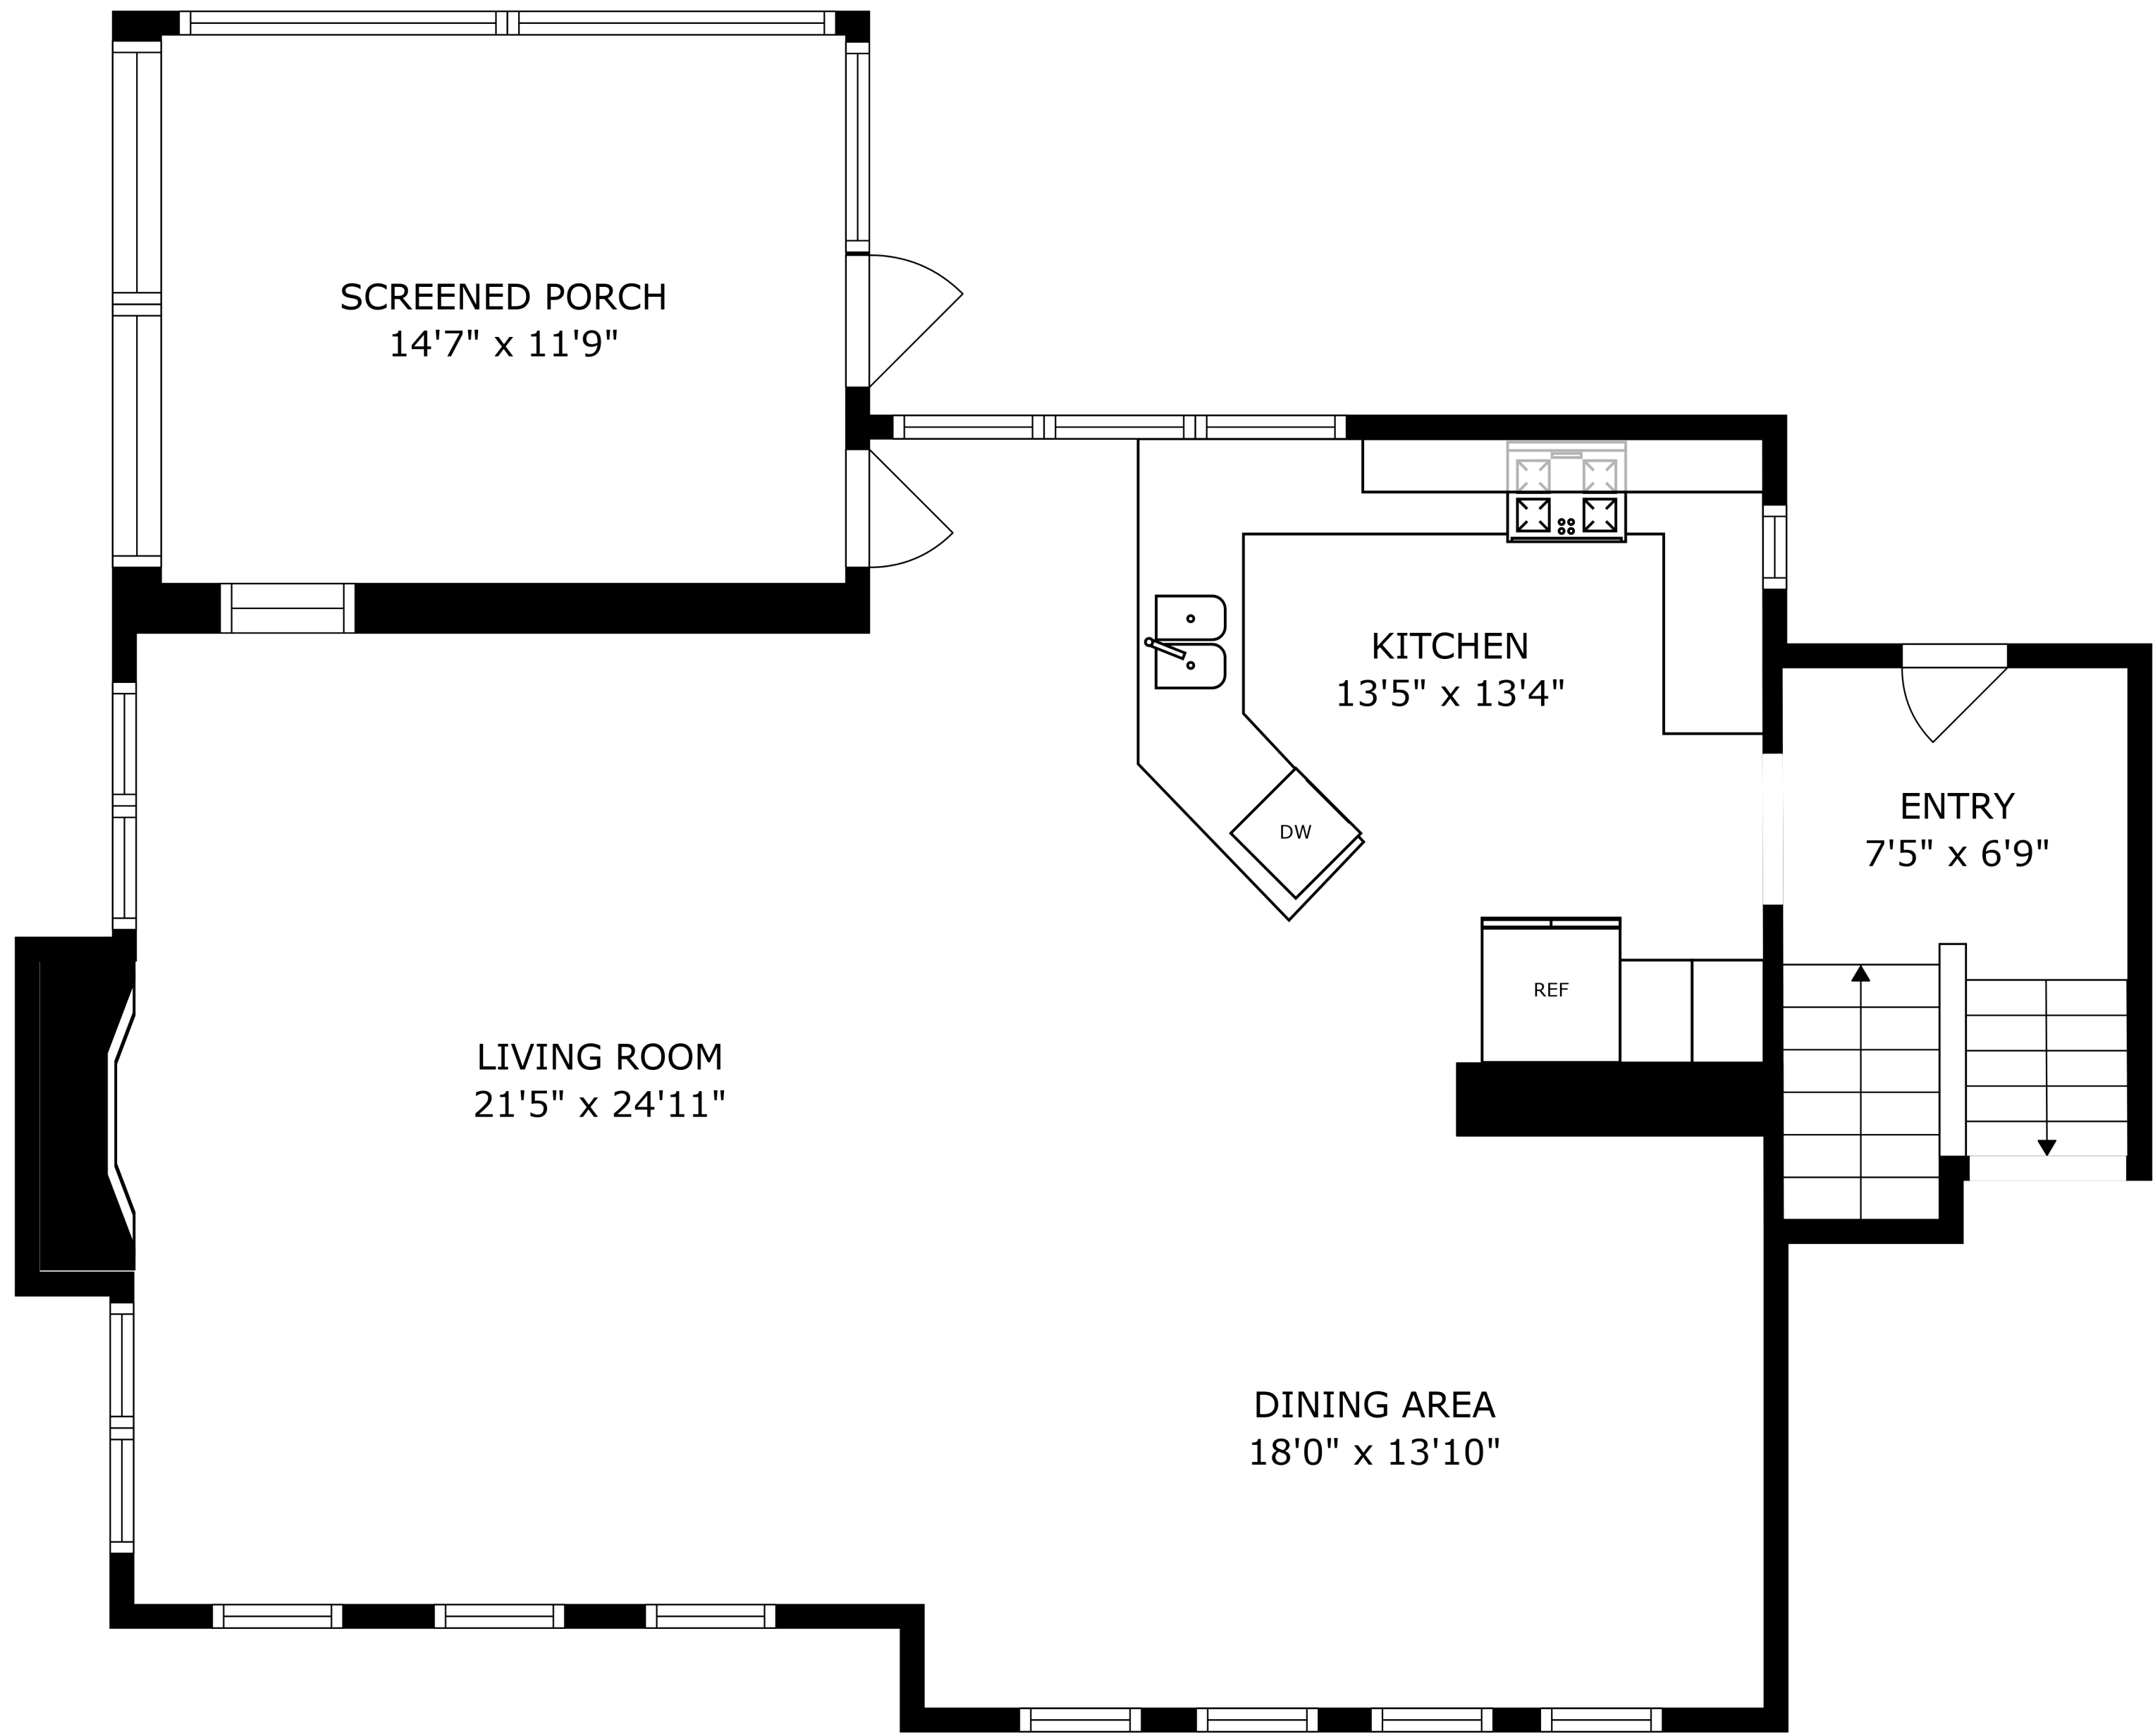 SCREENED PORCH
14'7" x 11'9"
KITCHEN
13'5" x 13'4"
ENTRY
7'5" x 6'9"
DW
REF
LIVING ROOM
21'5" x 24'11"
DINING AREA
18'0" x 13'10"